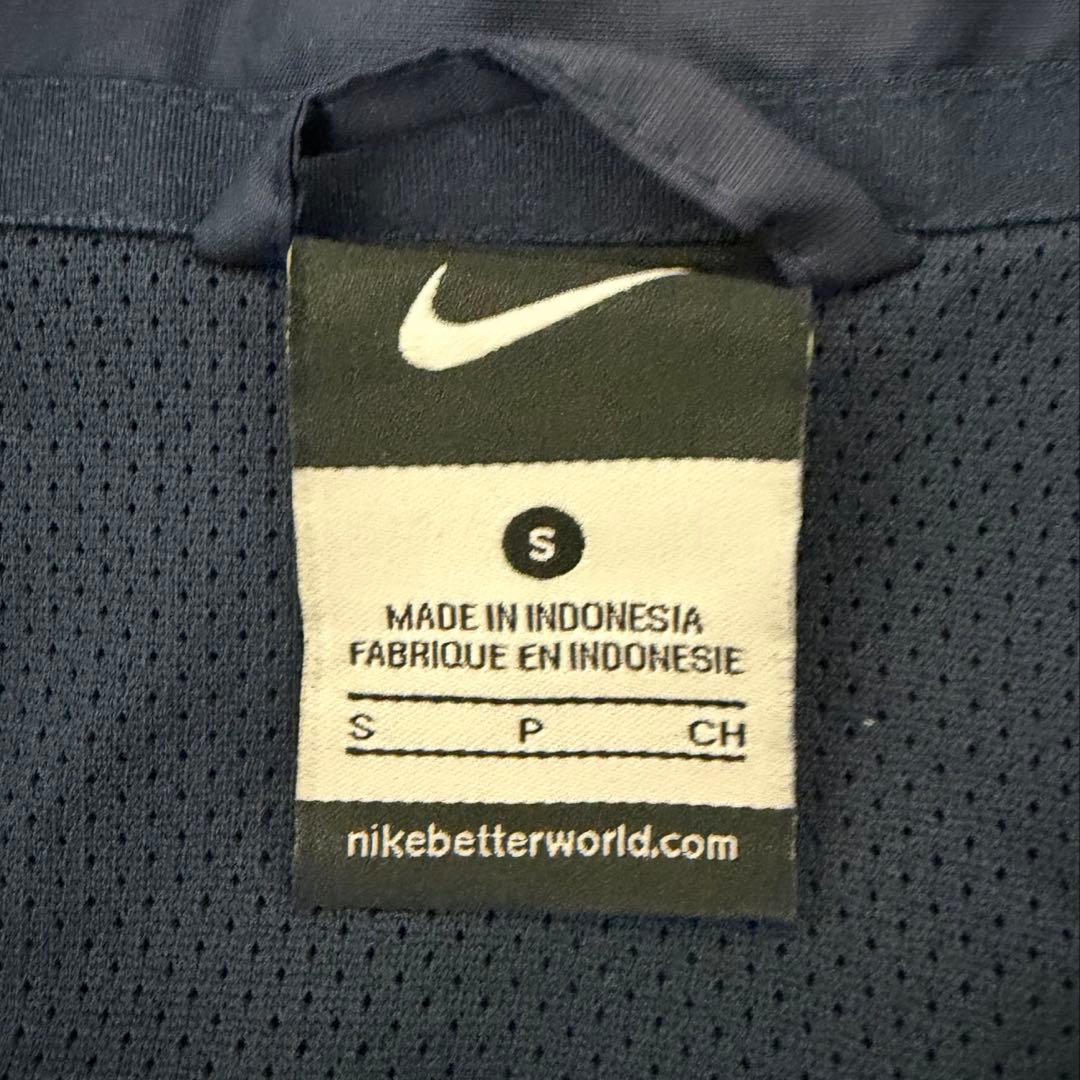 S
MADE IN INDONESIA
FABRIQUE EN INDONESIE
S P CH
nikebetterworld.com